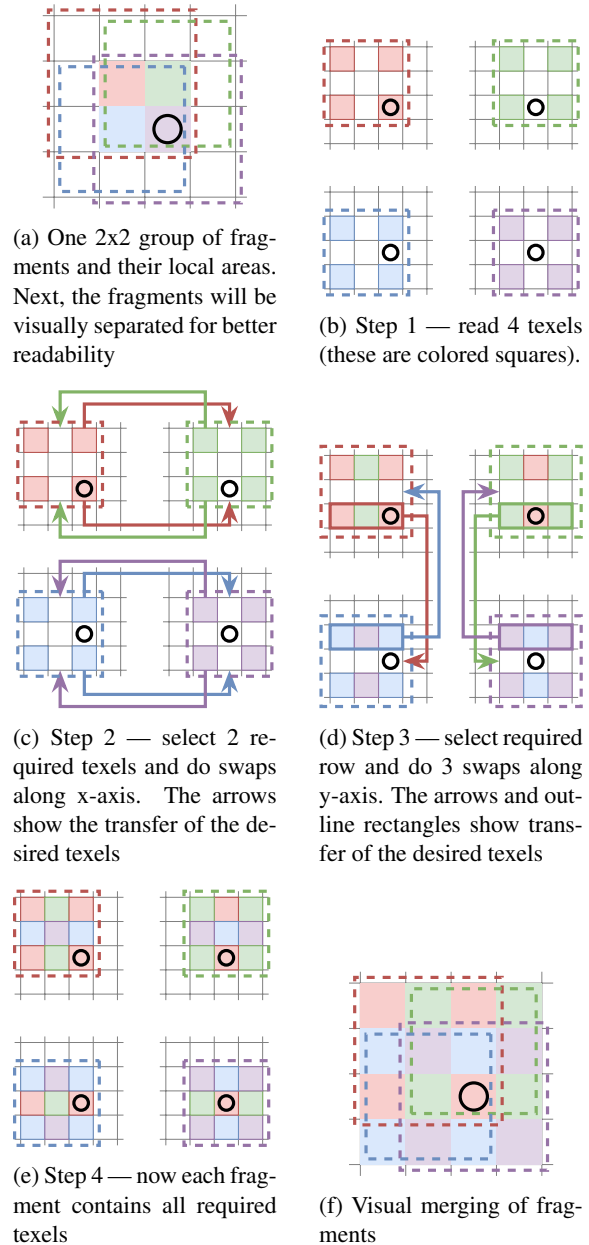 (a) One 2x2 group of frag-
ments and their local areas.
Next, the fragments will be
visually separated for better
readability
(b) Step 1 — read 4 texels
(these are colored squares).
(c) Step 2 — select 2 re-
quired texels and do swaps
along x-axis. The arrows
show the transfer of the de-
sired texels
(d) Step 3 — select required
row and do 3 swaps along
y-axis. The arrows and out-
line rectangles show trans-
fer of the desired texels
(e) Step 4 — now each frag-
ment contains all required
texels
(f) Visual merging of frag-
ments